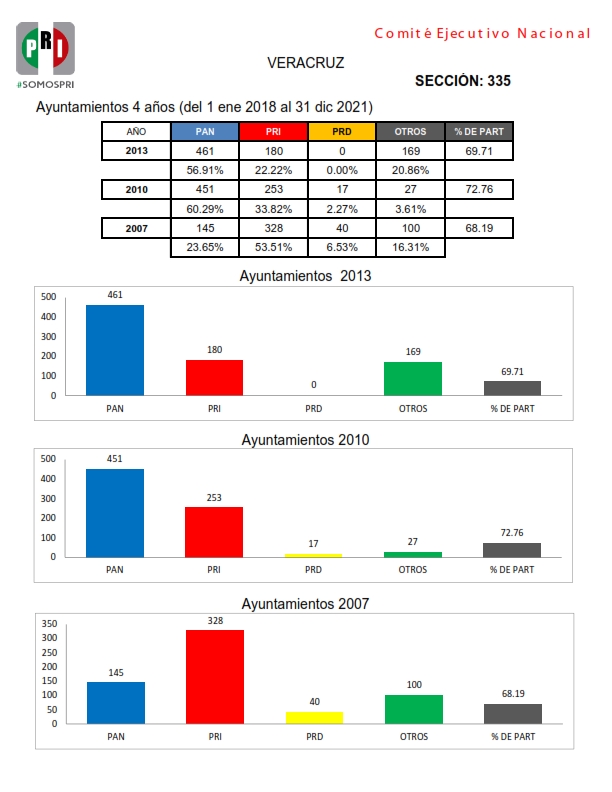 Comité Ejecutivo Nacional
PRI
#SOMOSPRI
VERACRUZ
SECCIÓN: 335
Ayuntamientos 4 años (del 1 ene 2018 al 31 dic 2021)
AÑO PAN PRI PRD OTROS % DE PART
2013 461 180 0 169 69.71
56.91% 22.22% 0.00% 20.86%
2010 451 253 17 27 72.76
60.29% 33.82% 2.27% 3.61%
2007 145 328 40 100 68.19
23.65% 53.51% 6.53% 16.31%
Ayuntamientos 2013
500
400
300
200
100
0
461 180 0 169 69.71
PAN PRI PRD OTROS % DE PART
Ayuntamientos 2010
500
400
300
200
100
0
451 253 17 27 72.76
PAN PRI PRD OTROS % DE PART
Ayuntamientos 2007
350
300
250
200
150
100
50
0
145 328 40 100 68.19
PAN PRI PRD OTROS % DE PART